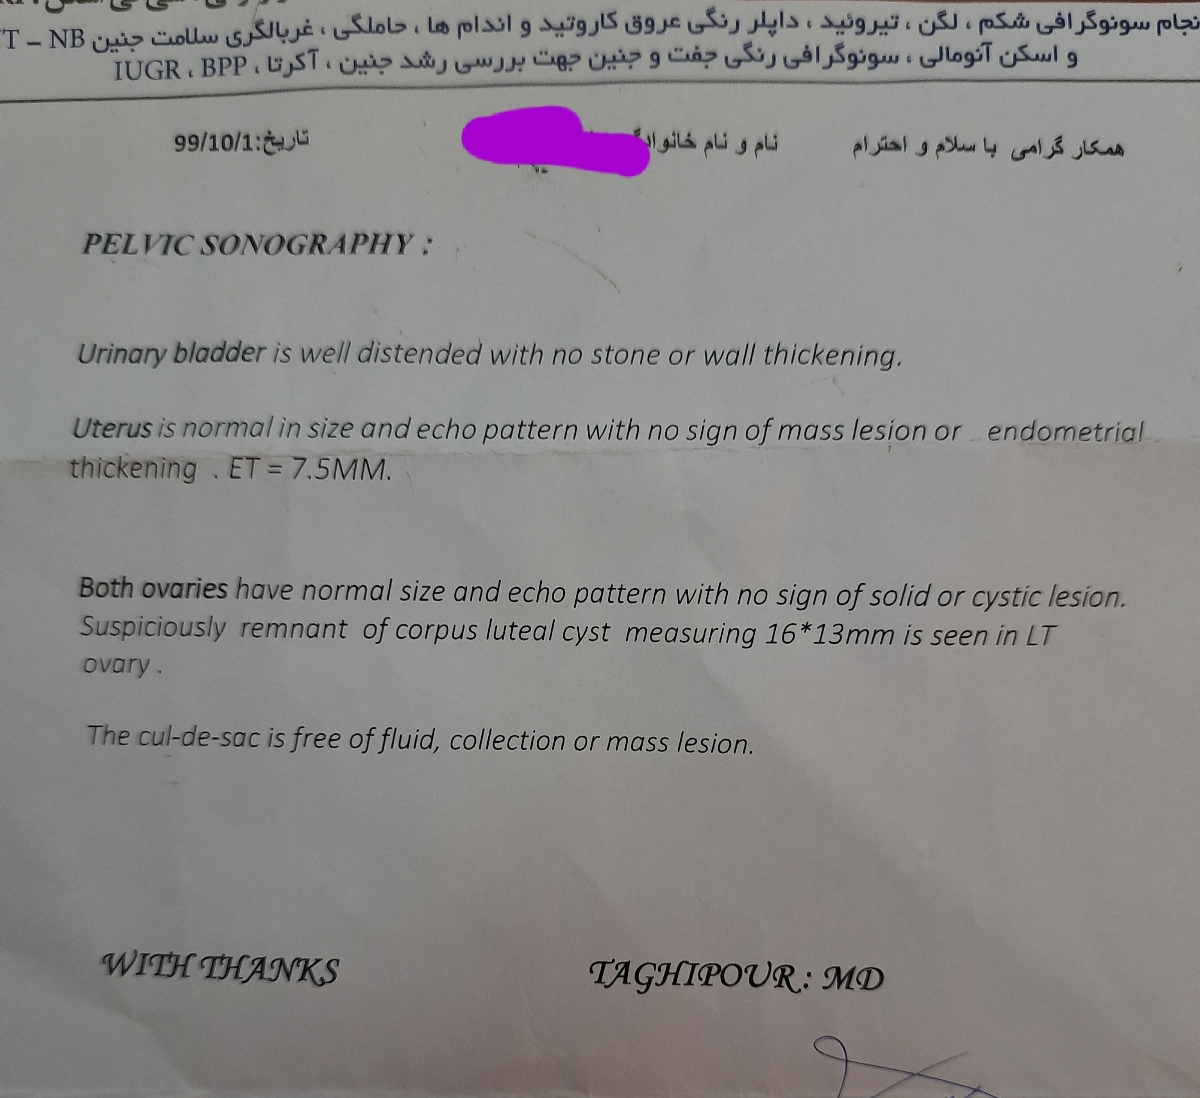 نجام سونوگرافی شکم ، لگن ، تیروئید ، داپلر رنگی عروق کاروتید و اندام ها ، حاملگی ، غربالگری سلامت جنین T – NB
و اسکن آنومالی ، سونوگرافی رنگی جفت و جنین جهت بررسی رشد جنین ، آکرتا ، IUGR ، BPP
همکار گرامی با سلام و احترام نام و نام خانوادگ تاریخ:99/10/1
PELVIC SONOGRAPHY :
Urinary bladder is well distended with no stone or wall thickening.
Uterus is normal in size and echo pattern with no sign of mass lesion or endometrial
thickening . ET = 7.5MM.
Both ovaries have normal size and echo pattern with no sign of solid or cystic lesion.
Suspiciously remnant of corpus luteal cyst measuring 16*13mm is seen in LT
ovary .
The cul-de-sac is free of fluid, collection or mass lesion.
WITH THANKS TAGHIPOUR: MD